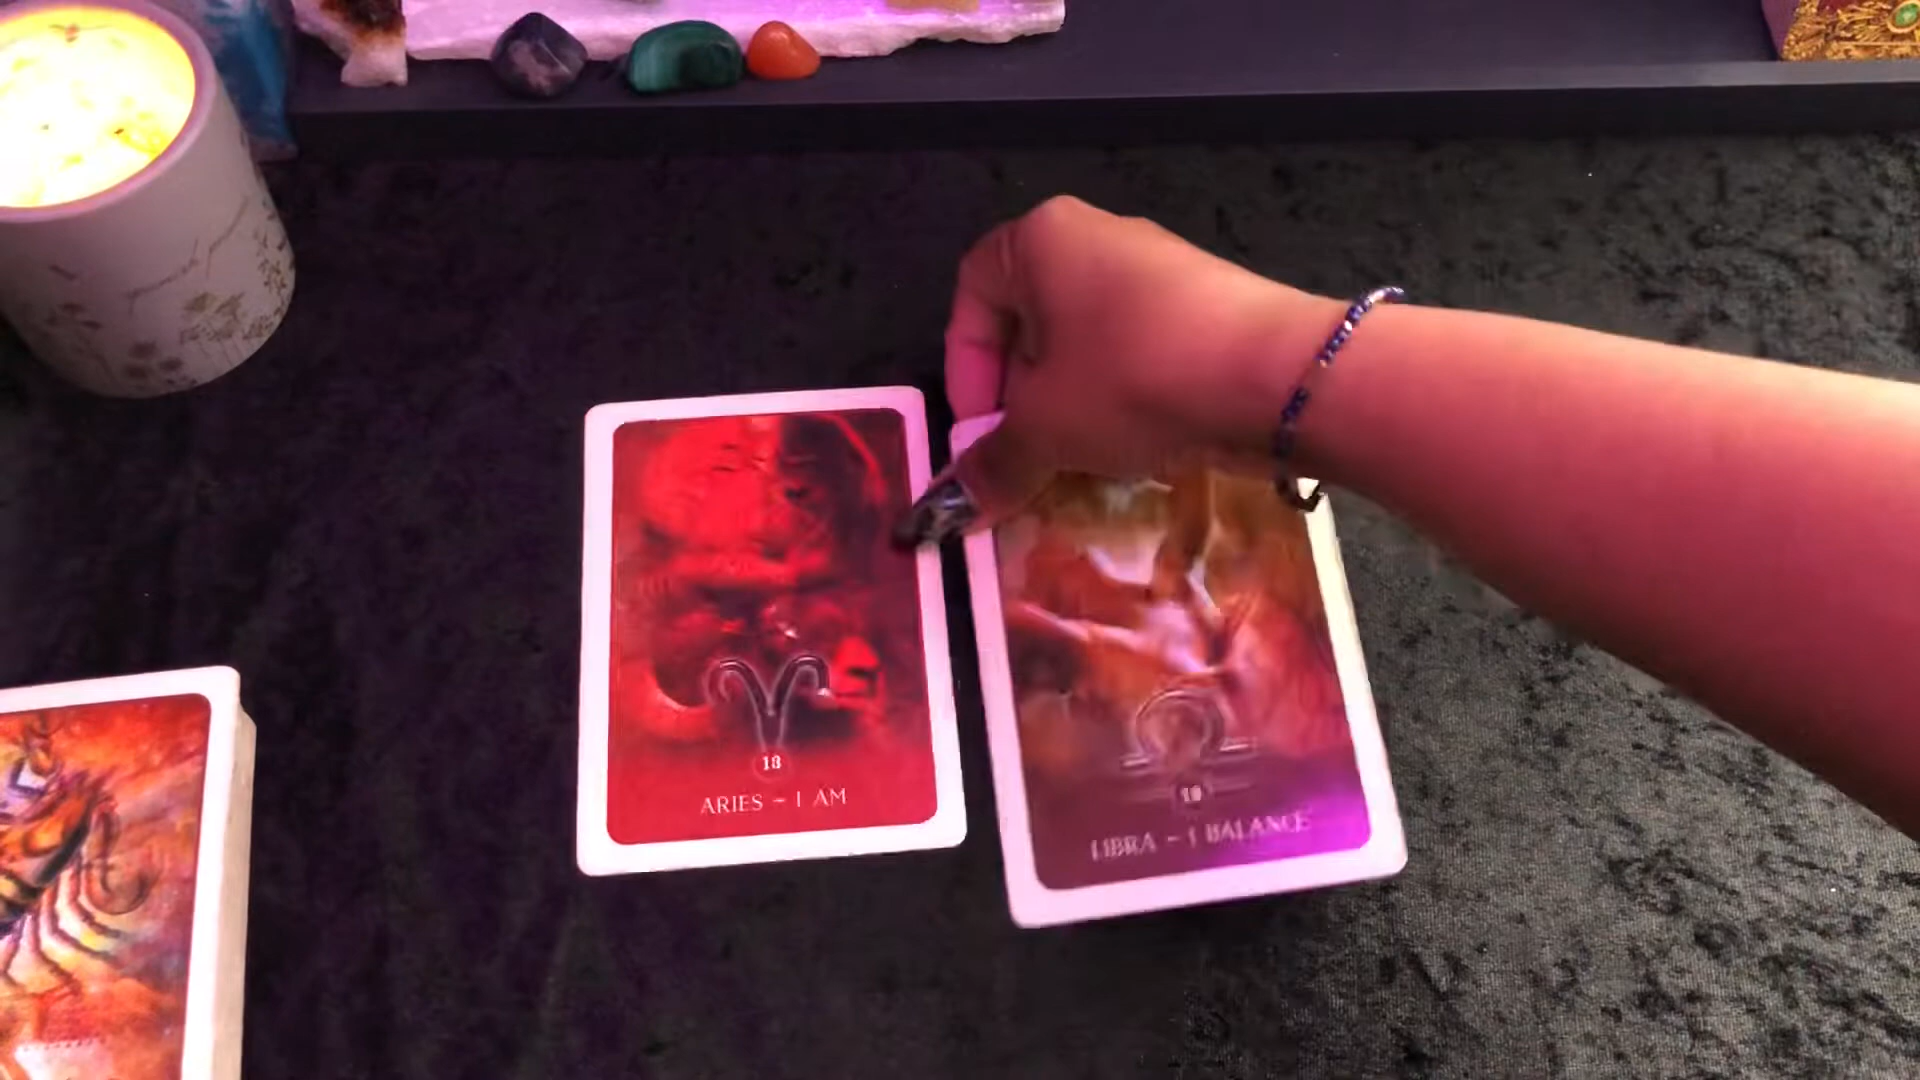 18
ARIES – I AM
LIBRA – I BALANCE